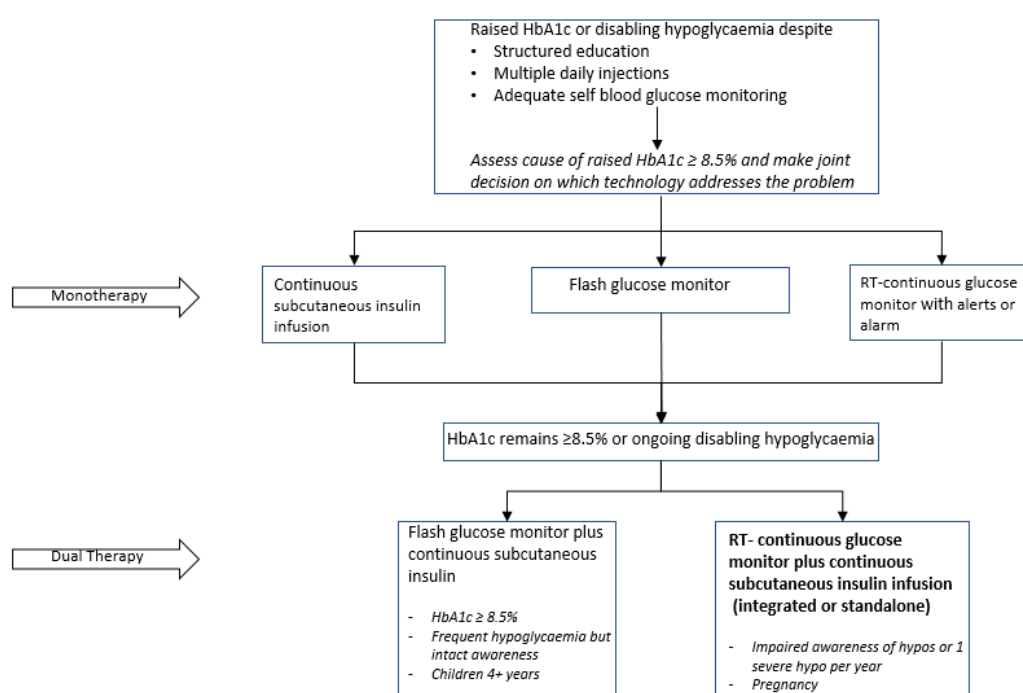 Raised HbA1c or disabling hypoglycaemia despite
• Structured education
• Multiple daily injections
• Adequate self blood glucose monitoring
Assess cause of raised HbA1c ≥ 8.5% and make joint
decision on which technology addresses the problem
Monotherapy
Continuous
subcutaneous insulin
infusion
Flash glucose monitor
RT-continuous glucose
monitor with alerts or
alarm
HbA1c remains ≥8.5% or ongoing disabling hypoglycaemia
Dual Therapy
Flash glucose monitor plus
continuous subcutaneous
insulin
- HbA1c ≥ 8.5%
- Frequent hypoglycaemia but
intact awareness
- Children 4+ years
RT- continuous glucose
monitor plus continuous
subcutaneous insulin infusion
(integrated or standalone)
- Impaired awareness of hypos or 1
severe hypo per year
- Pregnancy